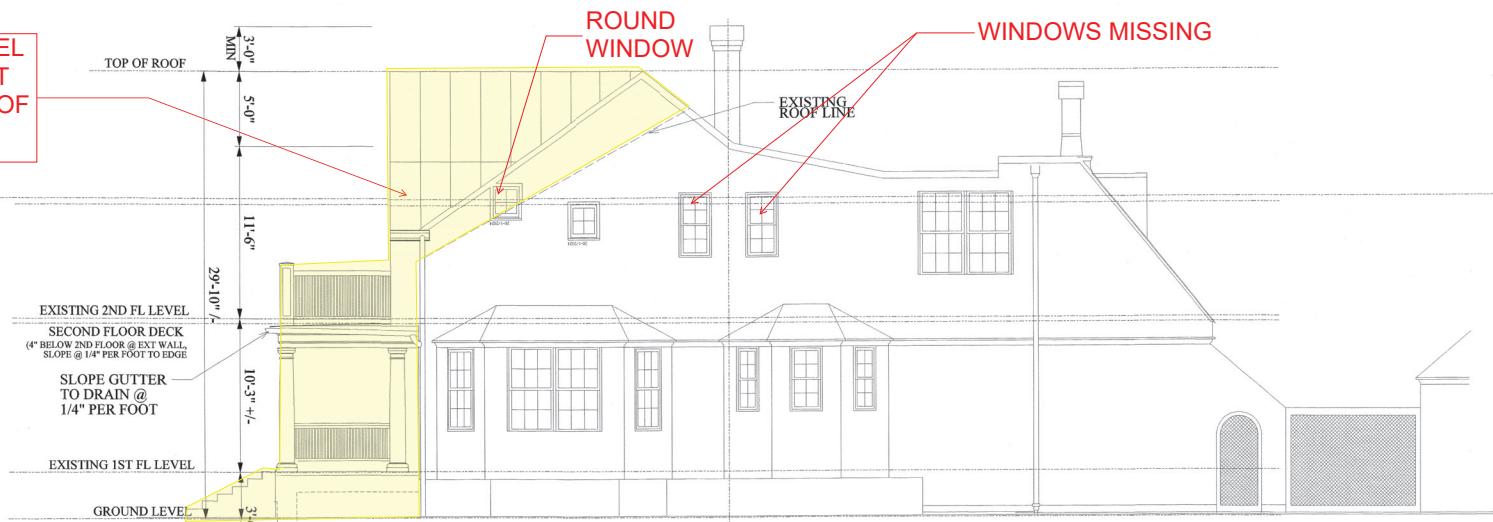 EL
T
OF
ROUND
WINDOW
WINDOWS MISSING
3'-0"
MIN
TOP OF ROOF
5'-0"
EXISTING
ROOF LINE
11'-6"
29'-10" /-
EXISTING 2ND FL LEVEL
SECOND FLOOR DECK
(4" BELOW 2ND FLOOR @ EXT WALL,
SLOPE @ 1/4" PER FOOT TO EDGE
SLOPE GUTTER
TO DRAIN @
1/4" PER FOOT
10'-3" +/-
EXISTING 1ST FL LEVEL
GROUND LEVEL
3'-